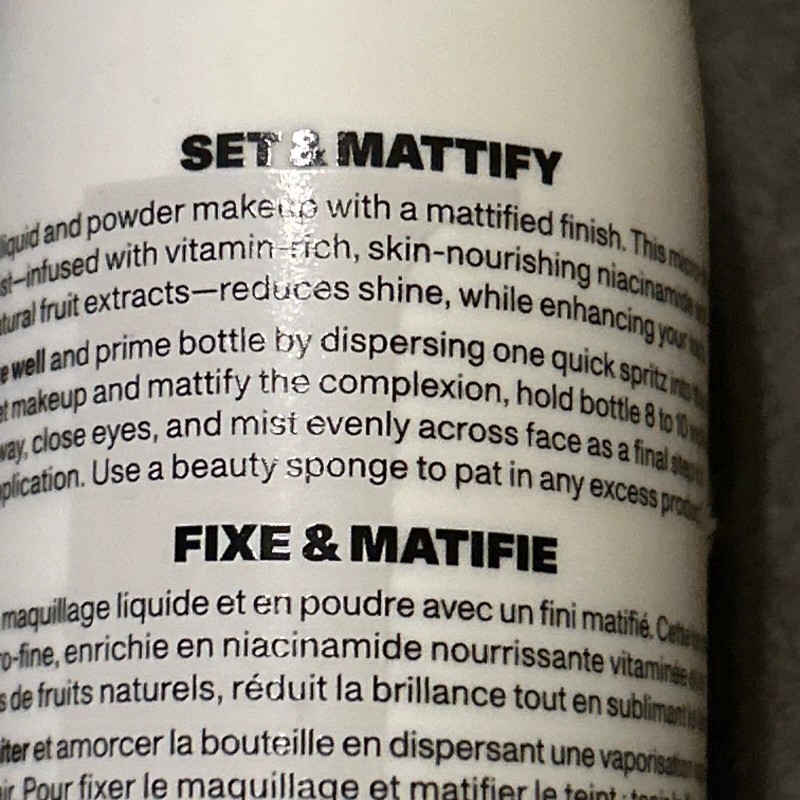 SET & MATTIFY
liquid and powder makeup with a mattified finish. This
infused with vitamin-rich, skin-nourishing niacinamide
fruit extracts—reduces shine, while enhancing your
well and prime bottle by dispersing one quick spritz into
makeup and mattify the complexion, hold bottle 8 to 10
close eyes, and mist evenly across face as a final step
Use a beauty sponge to pat in any excess
FIXE & MATIFIE
maquillage liquide et en poudre avec un fini matifié.
enrichie en niacinamide nourrissante vitaminée
de fruits naturels, réduit la brillance tout en
et amorcer la bouteille en dispersant une
Pour fixer le maquillage et matifier le teint